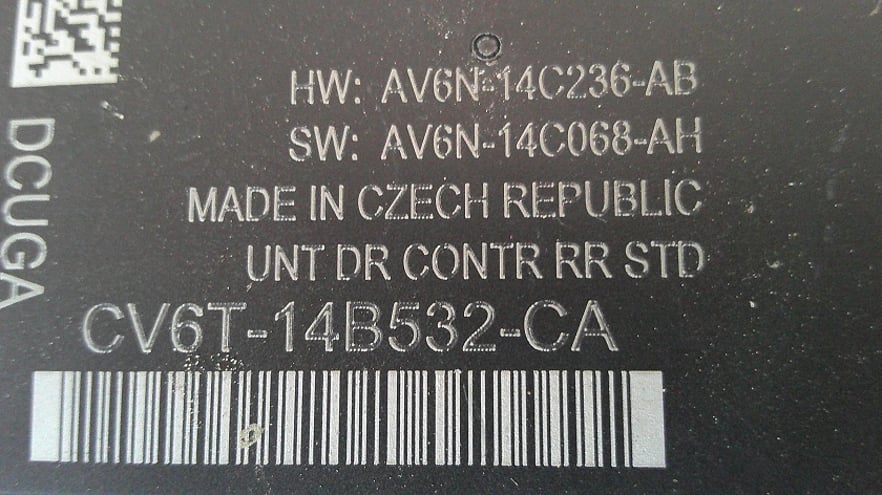 HW: AV6N-14C236-AB
SW: AV6N-14C068-AH
MADE IN CZECH REPUBLIC
UNT DR CONTR RR STD
CV6T-14B532-CA
DCUGA